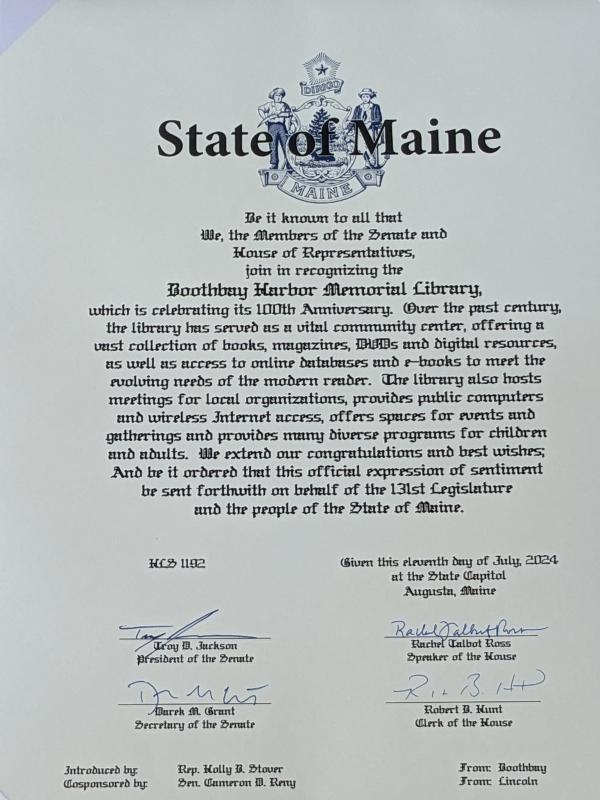 DIRIGO
State of Maine
MAINE
Be it known to all that
We, the Members of the Senate and
House of Representatives,
join in recognizing the
Boothbay Harbor Memorial Library,
which is celebrating its 100th Anniversary. Over the past century,
the library has served as a vital community center, offering a
vast collection of books, magazines, DVDs and digital resources,
as well as access to online databases and e-books to meet the
evolving needs of the modern reader. The library also hosts
meetings for local organizations, provides public computers
and wireless Internet access, offers spaces for events and
gatherings and provides many diverse programs for children
and adults. We extend our congratulations and best wishes;
And be it ordered that this official expression of sentiment
be sent forthwith on behalf of the 131st Legislature
and the people of the State of Maine.
HLS 1192
Given this eleventh day of July, 2024
at the State Capitol
Augusta, Maine
Troy D. Jackson
President of the Senate
Rachel Talbot Ross
Rachel Talbot Ross
Speaker of the House
Darek M. Grant
Secretary of the Senate
Robert B. Hunt
Clerk of the House
Introduced by: Rep. Holly B. Stover From: Boothbay
Cosponsored by: Sen. Cameron D. Reny From: Lincoln